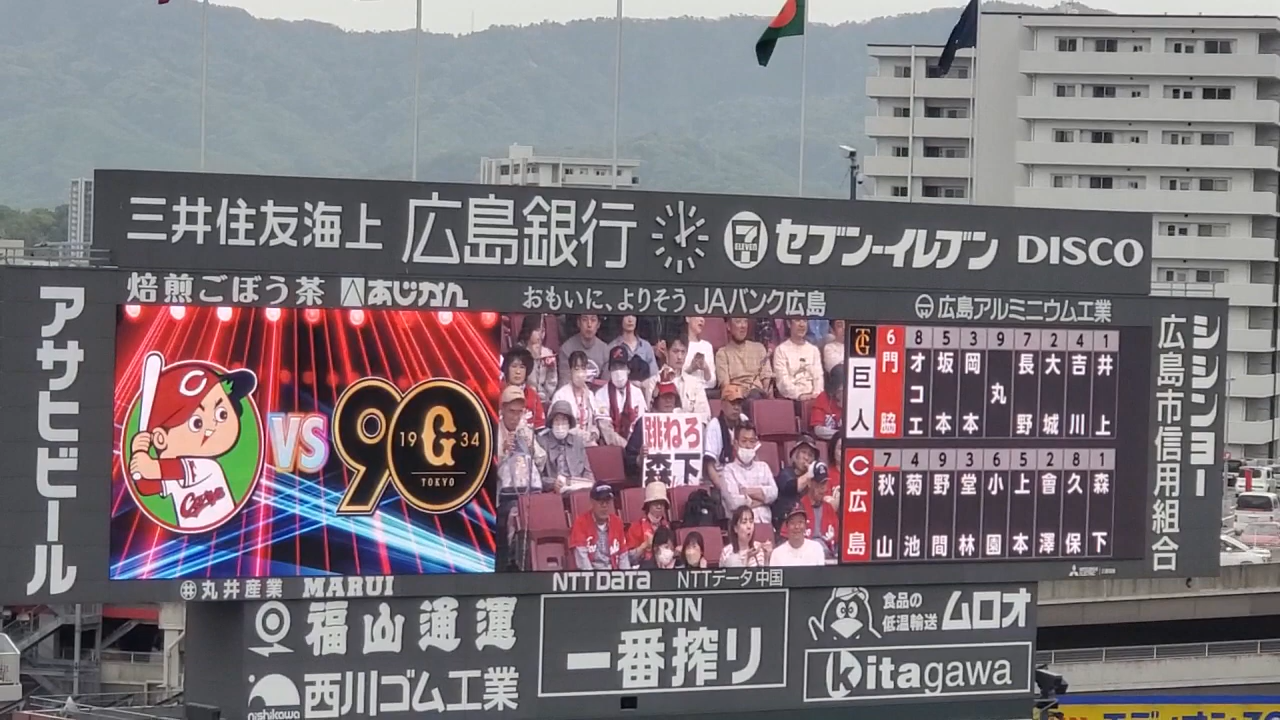 三井住友海上 広島銀行 7 ELEVEN セブン-イレブン DISCO
焙煎ごぼう茶 あじかん おもいに、よりそう JAバンク広島 広島アルミニウム工業
アサヒビール
C Carp VS 90 19 G 34 TOKYO
跳ねろ
森下
巨人
6 門脇
8 オコエ
5 坂本
3 岡本
9 丸
7 長野
2 大城
4 吉川
1 井上
C 広島
7 秋山
4 菊池
9 野間
3 堂林
6 小園
5 上本
2 會澤
8 久保
1 森下
シシンヨー
広島市信用組合
丸井産業 MARUI NTT DATA NTTデータ中国
福山通運
西川ゴム工業
nishikawa
KIRIN
一番搾り
食品の
低温輸送 ムロオ
kitagawa